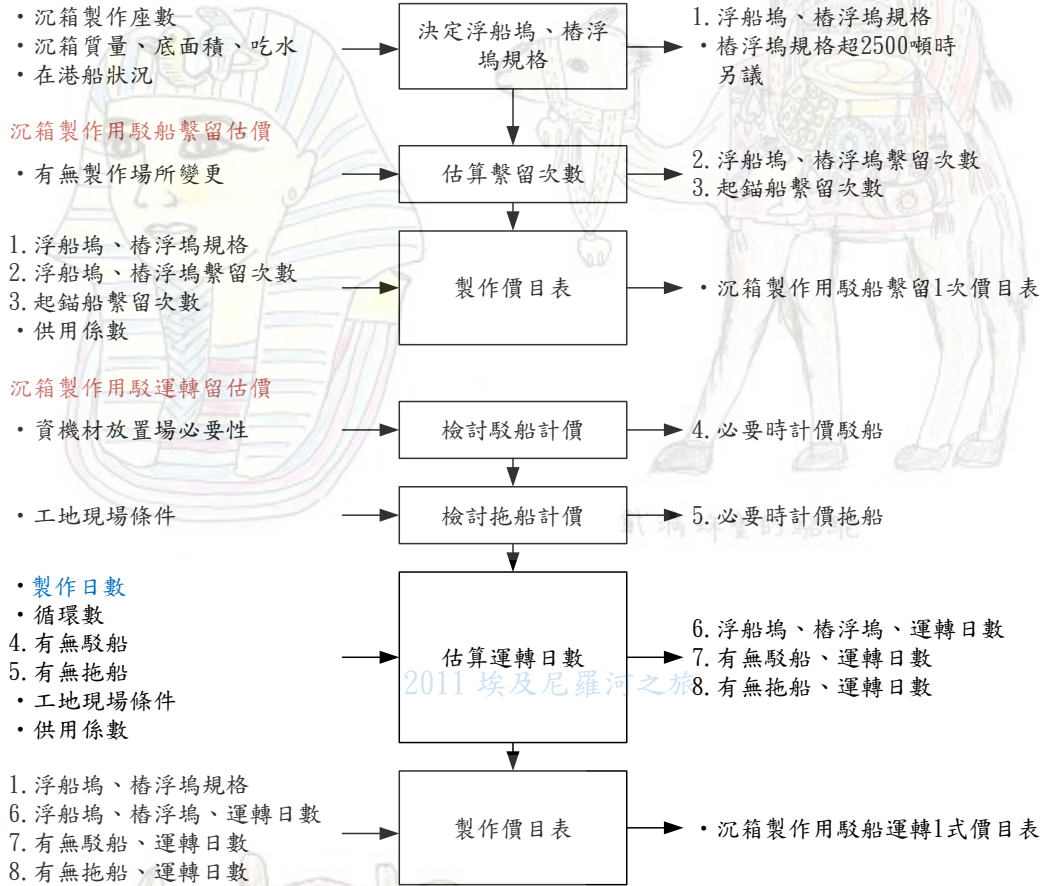 ・沉箱製作座數
・沉箱質量、底面積、吃水
・在港船狀況
決定浮船塢、樁浮
塢規格
1.浮船塢、樁浮塢規格
・樁浮塢規格超2500噸時
另議
沉箱製作用駁船繫留估價
・有無製作場所變更
估算繫留次數
2.浮船塢、樁浮塢繫留次數
3.起錨船繫留次數
1.浮船塢、樁浮塢規格
2.浮船塢、樁浮塢繫留次數
3.起錨船繫留次數
・供用係數
製作價目表
・沉箱製作用駁船繫留1次價目表
沉箱製作用駁運轉留估價
・資機材放置場必要性
檢討駁船計價
4.必要時計價駁船
・工地現場條件
檢討拖船計價
5.必要時計價拖船
・製作日數
・循環數
4.有無駁船
5.有無拖船
・工地現場條件
・供用係數
估算運轉日數
2011 埃及尼羅河之旅
6.浮船塢、樁浮塢、運轉日數
7.有無駁船、運轉日數
8.有無拖船、運轉日數
1.浮船塢、樁浮塢規格
6.浮船塢、樁浮塢、運轉日數
7.有無駁船、運轉日數
8.有無拖船、運轉日數
製作價目表
・沉箱製作用駁船運轉1式價目表